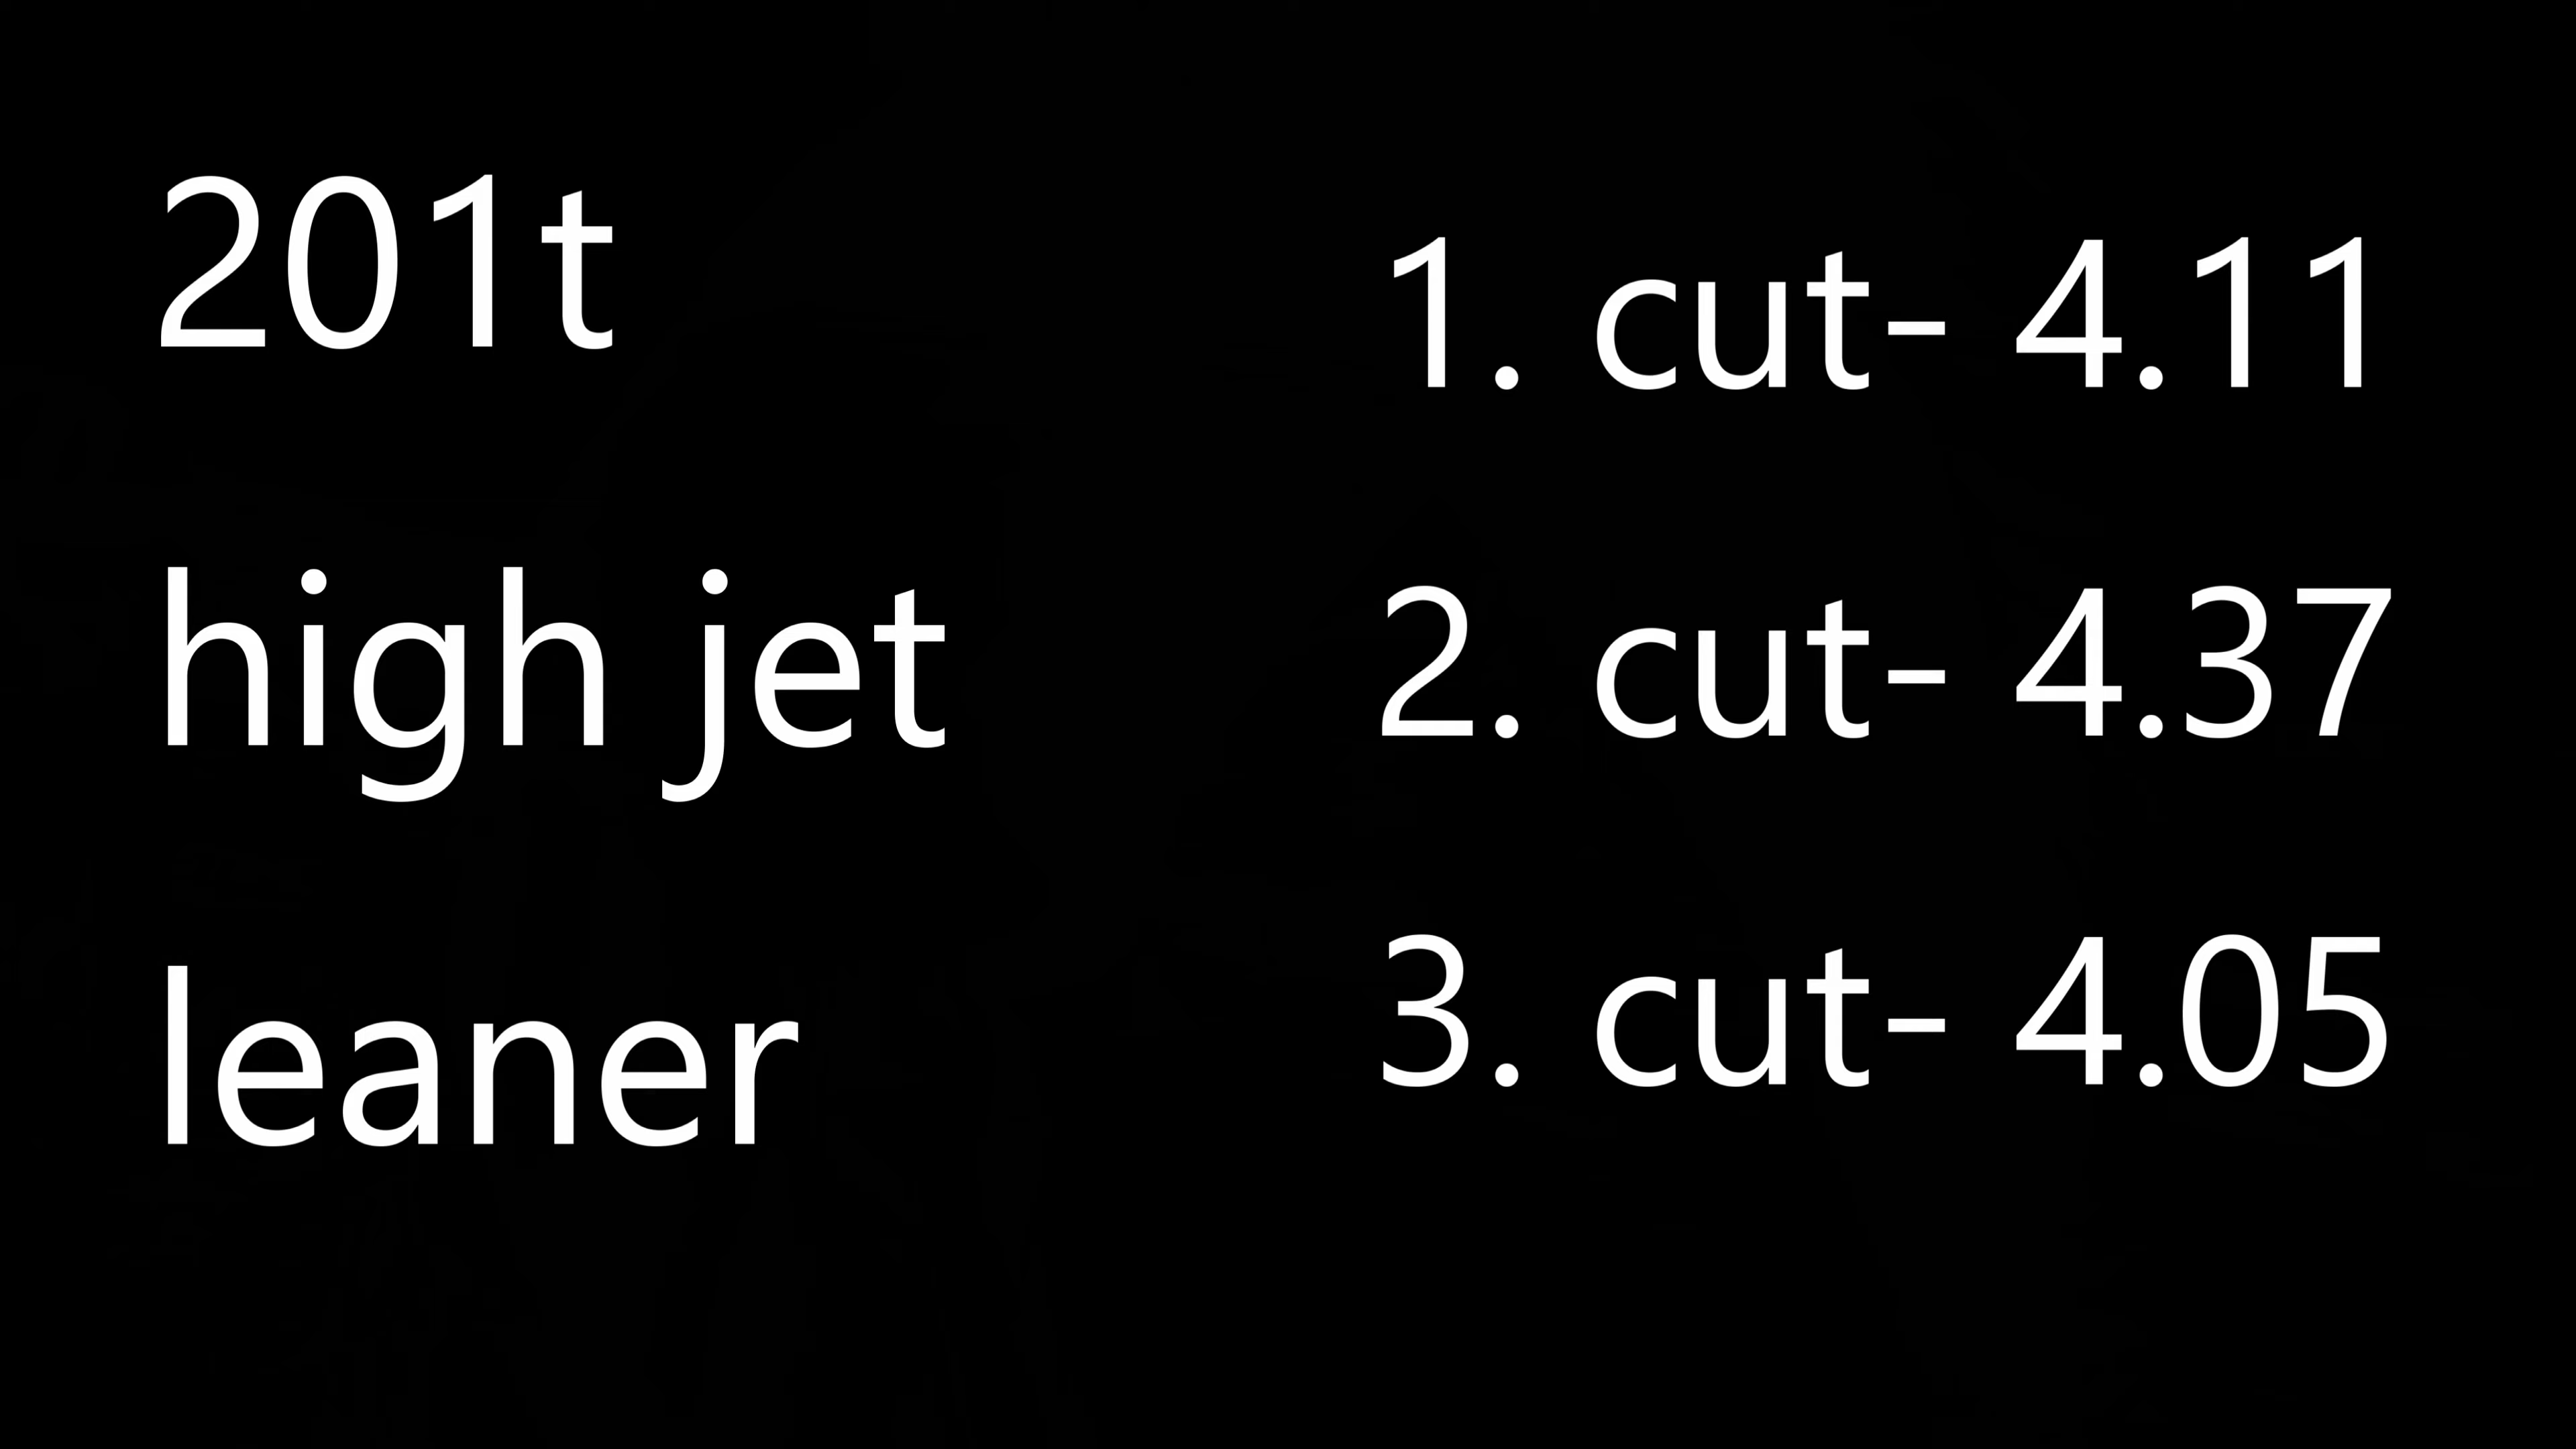 201t
high jet
leaner
1. cut- 4.11
2. cut- 4.37
3. cut- 4.05